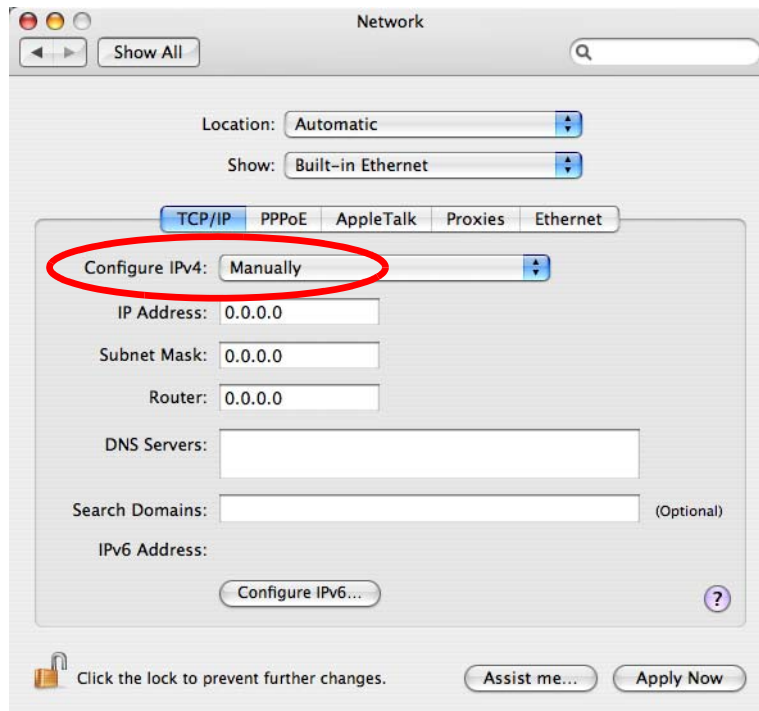 Network
Show All
Location: Automatic
Show: Built-in Ethernet
TCP/IP PPPoE AppleTalk Proxies Ethernet
Configure IPv4: Manually
IP Address: 0.0.0.0
Subnet Mask: 0.0.0.0
Router: 0.0.0.0
DNS Servers:
Search Domains: (Optional)
IPv6 Address:
Configure IPv6...
?
Click the lock to prevent further changes. Assist me... Apply Now